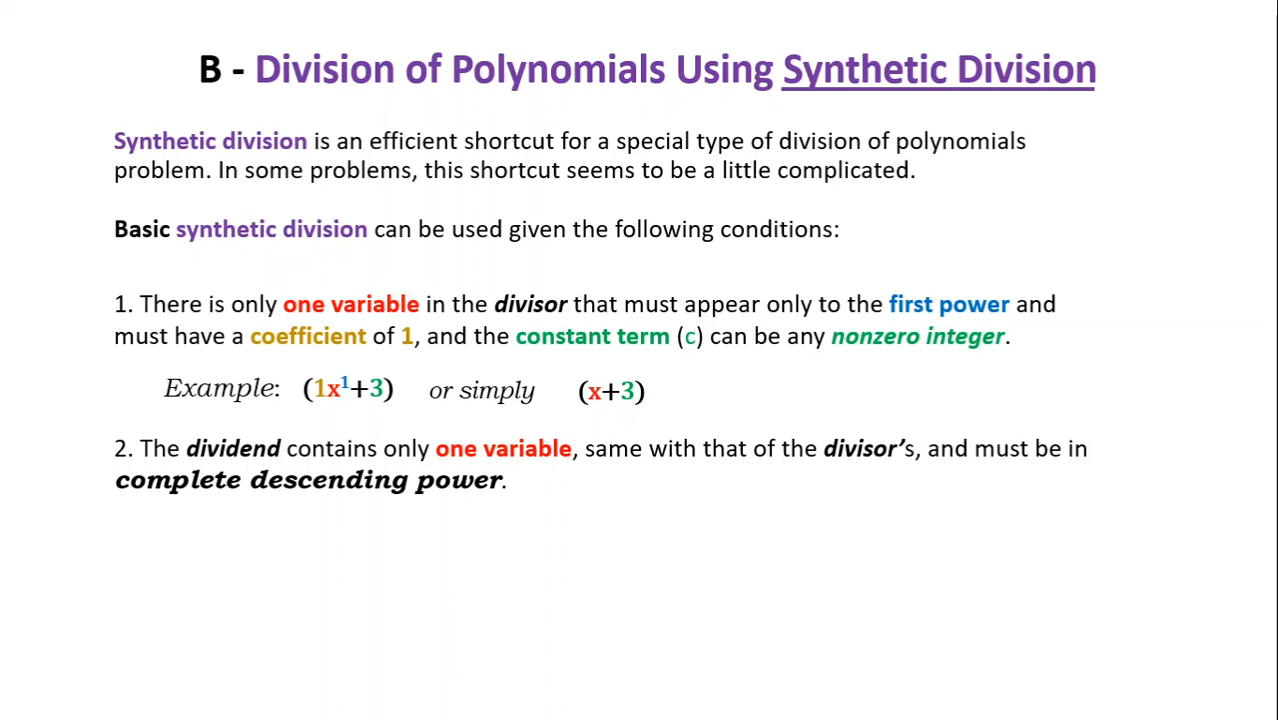 B - Division of Polynomials Using Synthetic Division
Synthetic division is an efficient shortcut for a special type of division of polynomials
problem. In some problems, this shortcut seems to be a little complicated.
Basic synthetic division can be used given the following conditions:
1. There is only one variable in the divisor that must appear only to the first power and
must have a coefficient of 1, and the constant term (c) can be any nonzero integer.
Example: (1x¹+3) or simply (x+3)
2. The dividend contains only one variable, same with that of the divisor’s, and must be in
complete descending power.